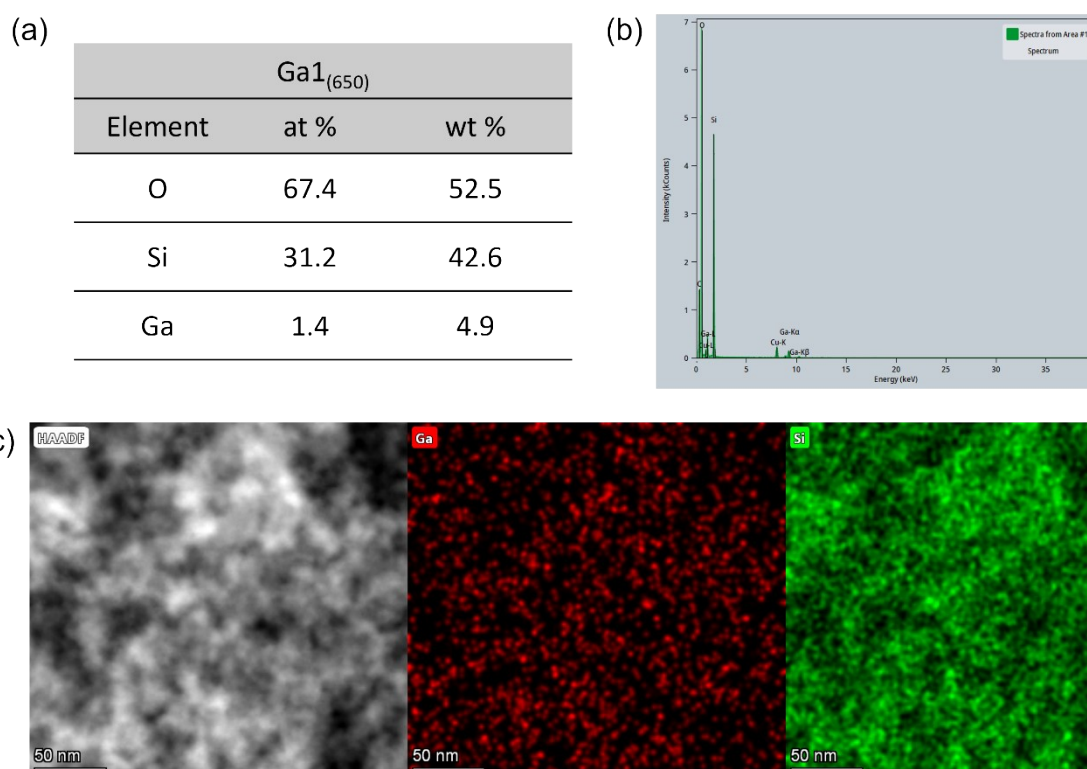 (a)
Ga1(650)
Element at % wt %
O 67.4 52.5
Si 31.2 42.6
Ga 1.4 4.9
(b)
Spectra from Area #1
Spectrum
7
6
5
4
3
2
1
0
Intensity (kCounts)
O
Si
Ga-Kα
Cu-K
Ga-Kβ
0 5 10 15 20 25 30 35
Energy (keV)
c)
HAADF
Ga
Si
50 nm
50 nm
50 nm